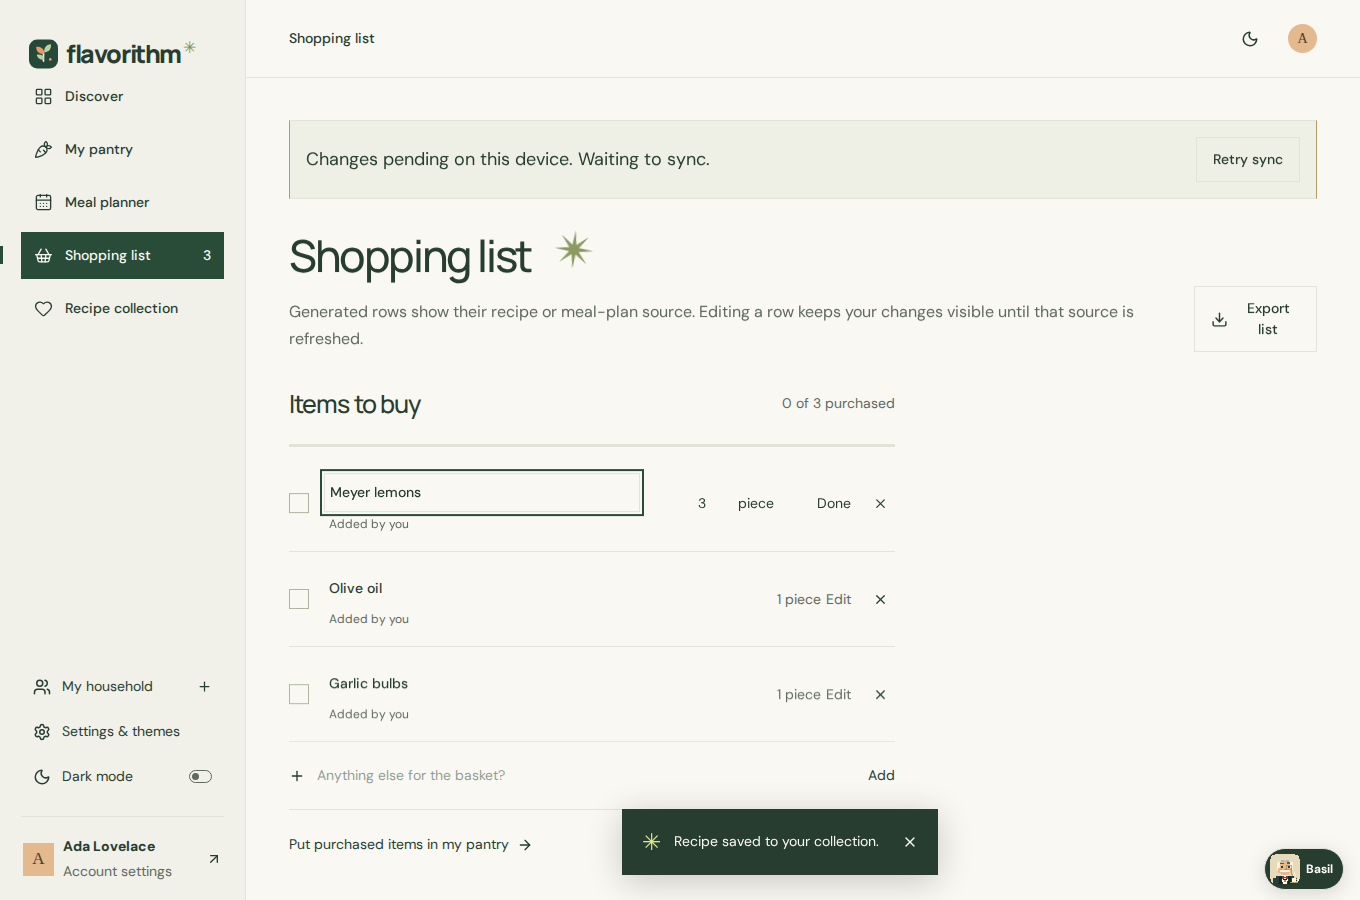 flavorithm
Discover
My pantry
Meal planner
Shopping list 3
Recipe collection
My household
Settings & themes
Dark mode
A
Ada Lovelace
Account settings
Shopping list
A
Changes pending on this device. Waiting to sync.
Retry sync
Shopping list
Generated rows show their recipe or meal-plan source. Editing a row keeps your changes visible until that source is
refreshed.
Export
list
Items to buy
0 of 3 purchased
Meyer lemons
3 piece Done
Added by you
Olive oil
1 piece Edit
Added by you
Garlic bulbs
1 piece Edit
Added by you
Anything else for the basket?
Add
Put purchased items in my pantry
Recipe saved to your collection.
Basil